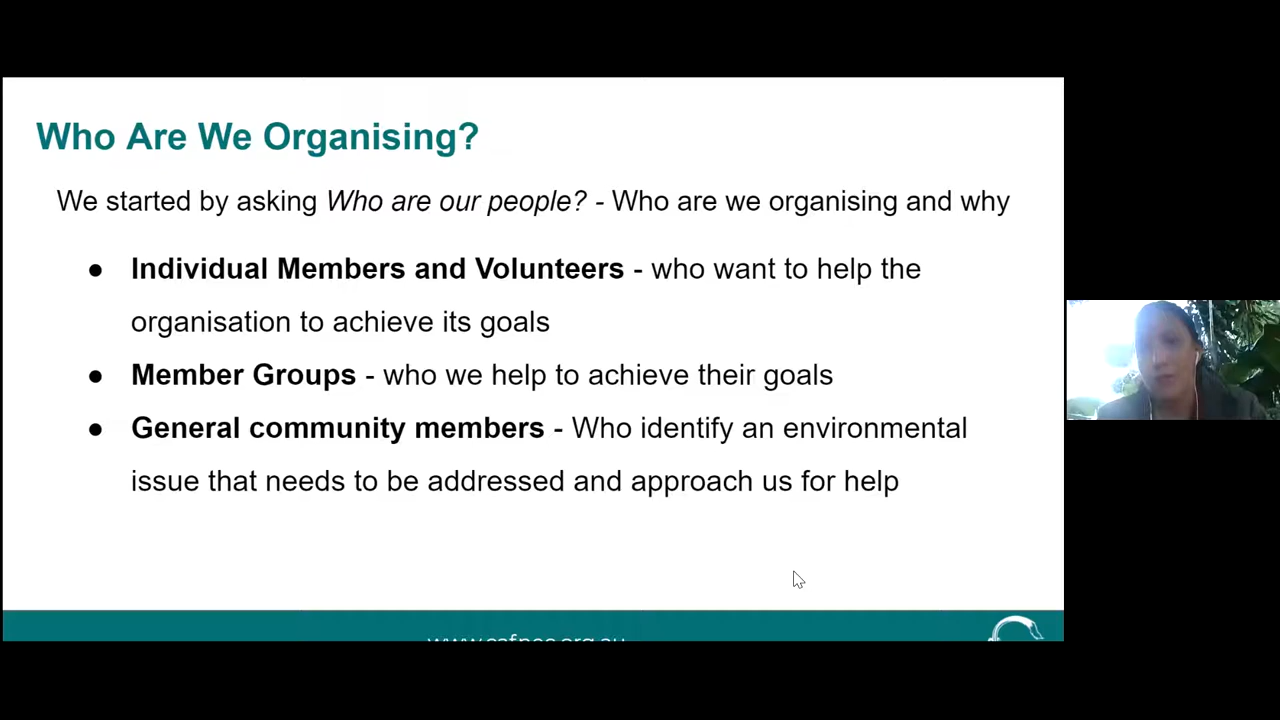 Who Are We Organising?
We started by asking Who are our people? - Who are we organising and why
● Individual Members and Volunteers - who want to help the
organisation to achieve its goals
● Member Groups - who we help to achieve their goals
● General community members - Who identify an environmental
issue that needs to be addressed and approach us for help